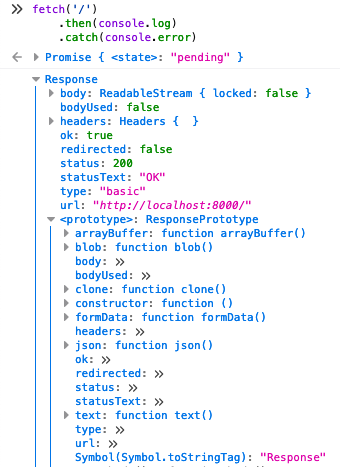 fetch('/')
.then(console.log)
.catch(console.error)
Promise { <state>: "pending" }
Response
body: ReadableStream { locked: false }
bodyUsed: false
headers: Headers { }
ok: true
redirected: false
status: 200
statusText: "OK"
type: "basic"
url: "http://localhost:8000/"
<prototype>: ResponsePrototype
arrayBuffer: function arrayBuffer()
blob: function blob()
body: >>
bodyUsed: >>
clone: function clone()
constructor: function ()
formData: function formData()
headers: >>
json: function json()
ok: >>
redirected: >>
status: >>
statusText: >>
text: function text()
type: >>
url: >>
Symbol(Symbol.toStringTag): "Response"